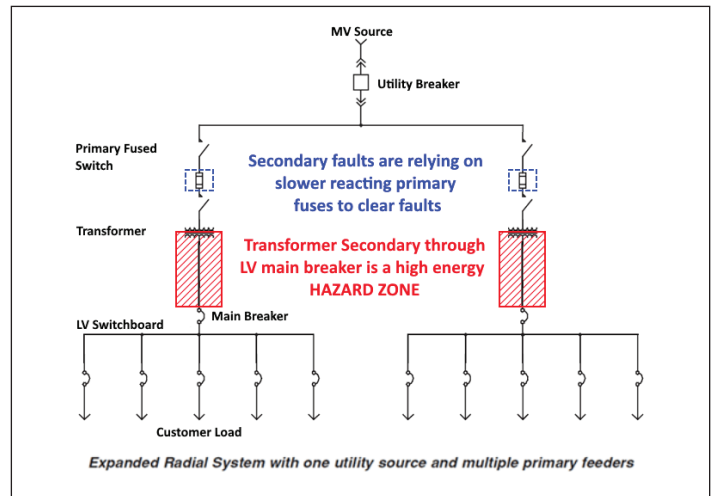 MV Source
Utility Breaker
Primary Fused
Switch
Secondary faults are relying on
slower reacting primary
fuses to clear faults
Transformer
Transformer Secondary through
LV main breaker is a high energy
HAZARD ZONE
Main Breaker
LV Switchboard
Customer Load
Expanded Radial System with one utility source and multiple primary feeders